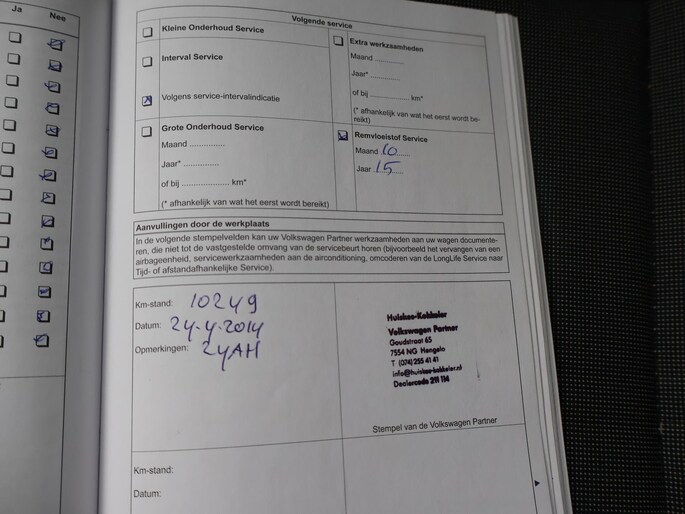 Ja
Nee
Volgende service
Kleine Onderhoud Service
Interval Service
Volgens service-intervalindicatie
Grote Onderhoud Service
Maand ..............
Jaar* ...............
of bij .................... km*
(* afhankelijk van wat het eerst wordt bereikt)
Extra werkzaamheden
Maand ...........
Jaar* ............
of bij ................ km*
(* afhankelijk van wat het eerst wordt be-
reikt)
Remvloeistof Service
Maand 10
Jaar 15
Aanvullingen door de werkplaats
In de volgende stempelvelden kan uw Volkswagen Partner werkzaamheden aan uw wagen documente-
ren, die niet tot de vastgestelde omvang van de servicebeurt horen (bijvoorbeeld het vervangen van een
airbageenheid, servicewerkzaamheden aan de airconditioning, omcoderen van de LongLife Service naar
Tijd- of afstandafhankelijke Service).
Km-stand: 10249
Datum: 24-4-2014
Opmerkingen: 24AH
Huiskes-Kokkeler
Volkswagen Partner
Goudstraat 65
7554 NG Hengelo
T (074) 255 41 41
info@huiskes-kokkeler.nl
Dealercode 211 114
Stempel van de Volkswagen Partner
Km-stand:
Datum: